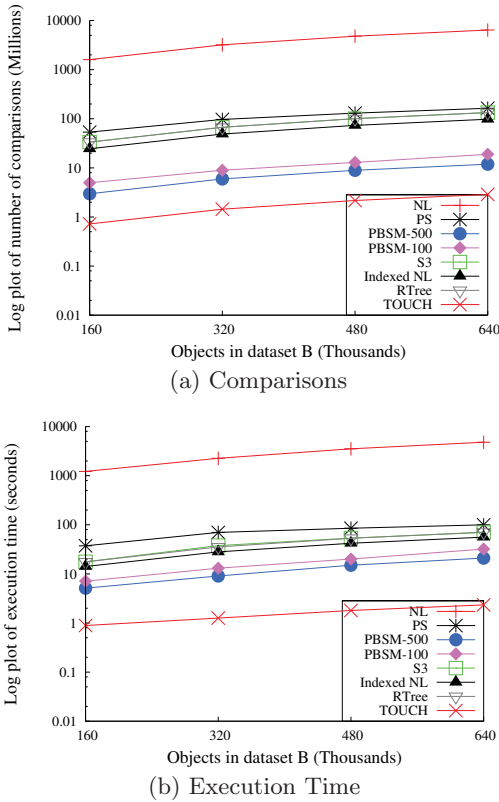 Log plot of number of comparisons (Millions)
10000
1000
100
10
1
0.1
0.01
NL
PS
PBSM-500
PBSM-100
S3
Indexed NL
RTree
TOUCH
160
320
480
640
Objects in dataset B (Thousands)
(a) Comparisons
Log plot of execution time (seconds)
10000
1000
100
10
1
0.1
0.01
NL
PS
PBSM-500
PBSM-100
S3
Indexed NL
RTree
TOUCH
160
320
480
640
Objects in dataset B (Thousands)
(b) Execution Time